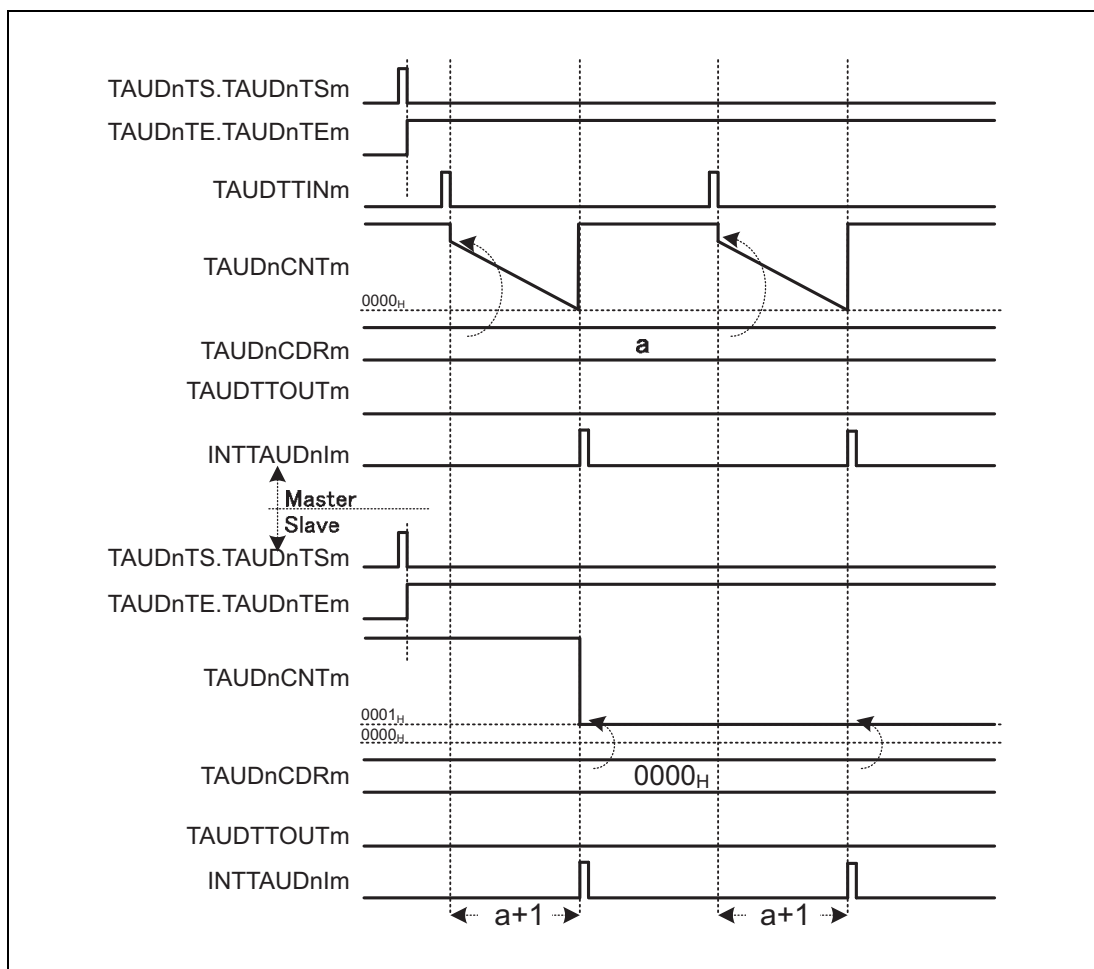 TAUDnTS.TAUDnTSm
TAUDnTE.TAUDnTEm
TAUDTTINm
TAUDnCNTm
0000H
TAUDnCDRm
a
TAUDTTOUTm
INTTAUDnIm
Master
Slave
TAUDnTS.TAUDnTSm
TAUDnTE.TAUDnTEm
TAUDnCNTm
0001H
0000H
TAUDnCDRm
0000H
TAUDTTOUTm
INTTAUDnIm
a+1
a+1